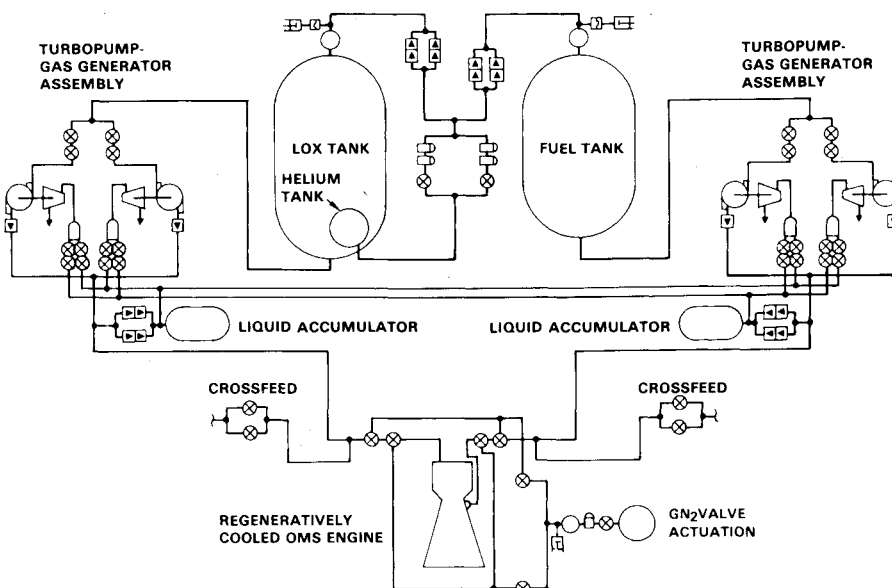 TURBOPUMP-
GAS GENERATOR
ASSEMBLY
TURBOPUMP-
GAS GENERATOR
ASSEMBLY
LOX TANK
FUEL TANK
HELIUM
TANK
LIQUID ACCUMULATOR
LIQUID ACCUMULATOR
CROSSFEED
CROSSFEED
REGENERATIVELY
COOLED OMS ENGINE
GN₂VALVE
ACTUATION